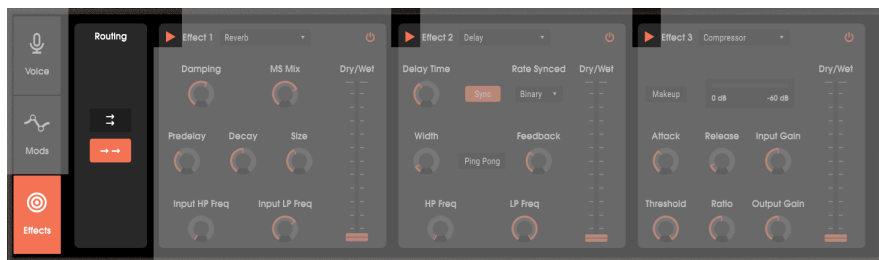 Voice
Mods
Effects
Routing
Effect 1 Reverb
Damping MS Mix Dry/Wet
Predelay Decay Size
Input HP Freq Input LP Freq
Effect 2 Delay
Delay Time Rate Synced Dry/Wet
Sync Binary
Width Feedback
Ping Pong
HP Freq LP Freq
Effect 3 Compressor
Dry/Wet
Makeup 0 dB -60 dB
Attack Release Input Gain
Threshold Ratio Output Gain